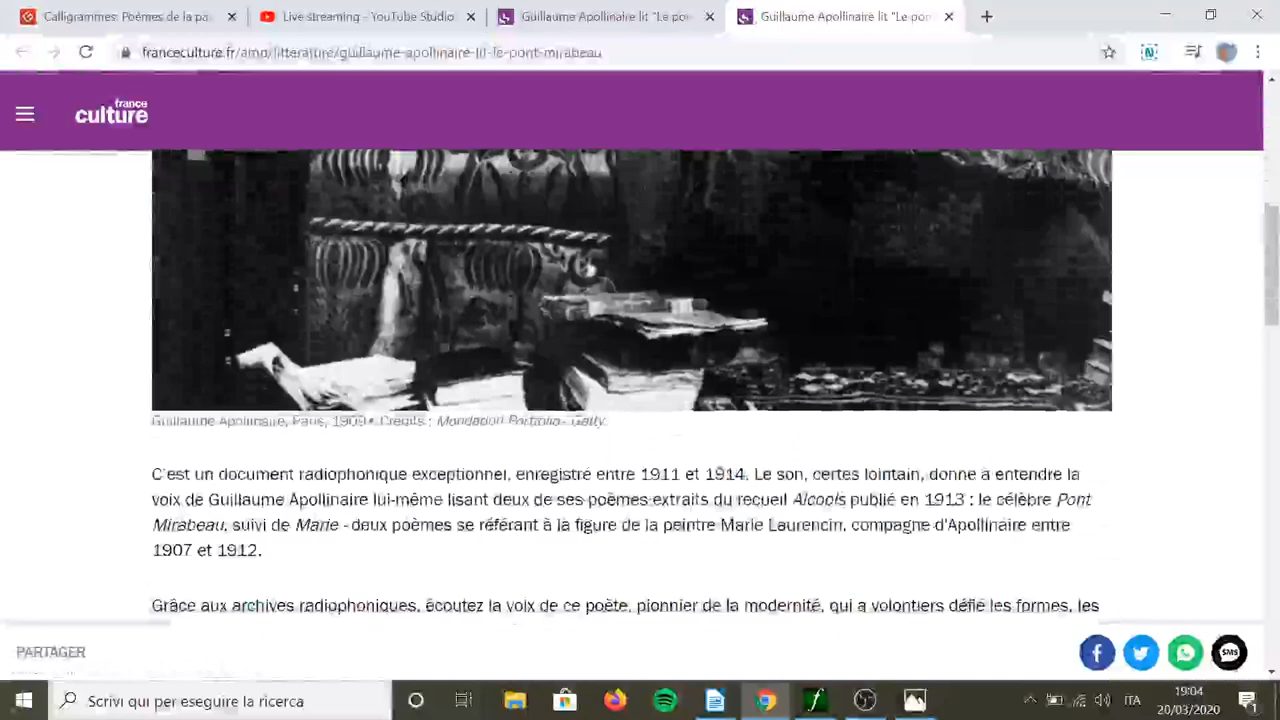 'Calligrammes: Poèmes de la pa
Live streaming - YouTube Studio
Guillaume Apollinaire lit "Le por
Guillaume Apollinaire lit "Le por
franceculture.fr/amp/litterature/guillaume-apollinaire-lit-le-pont-mirabeau
france
culture
Guillaume Apollinaire, Paris, 1909 • Crédits : Mondadori Portfolio - Getty
C'est un document radiophonique exceptionnel, enregistré entre 1911 et 1914. Le son, certes lointain, donne à entendre la
voix de Guillaume Apollinaire lui-même lisant deux de ses poèmes extraits du recueil Alcools publié en 1913 : le célèbre Pont
Mirabeau, suivi de Marie - deux poèmes se référant à la figure de la peintre Marie Laurencin, compagne d'Apollinaire entre
1907 et 1912.
Grâce aux archives radiophoniques, écoutez la voix de ce poète, pionnier de la modernité, qui a volontiers défié les formes, les
PARTAGER
SMS
Scrivi qui per eseguire la ricerca
ITA
19:04
20/03/2020
1